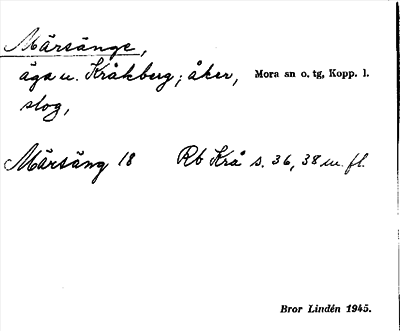 Märsänge,
äga u. Kråkberg; åker, Mora sn o. tg, Kopp. l.
slog,
Märsäng 18 Rb Krå s. 36, 38 m. fl.
Bror Lindén 1945.